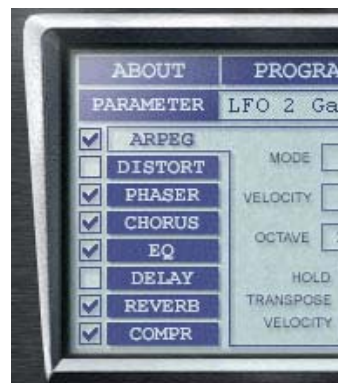 ABOUT PROGRA
PARAMETER LFO 2 Ga
ARPEG
DISTORT
PHASER
CHORUS
EQ
DELAY
REVERB
COMPR
MODE
VELOCITY
OCTAVE
HOLD
TRANSPOSE
VELOCITY